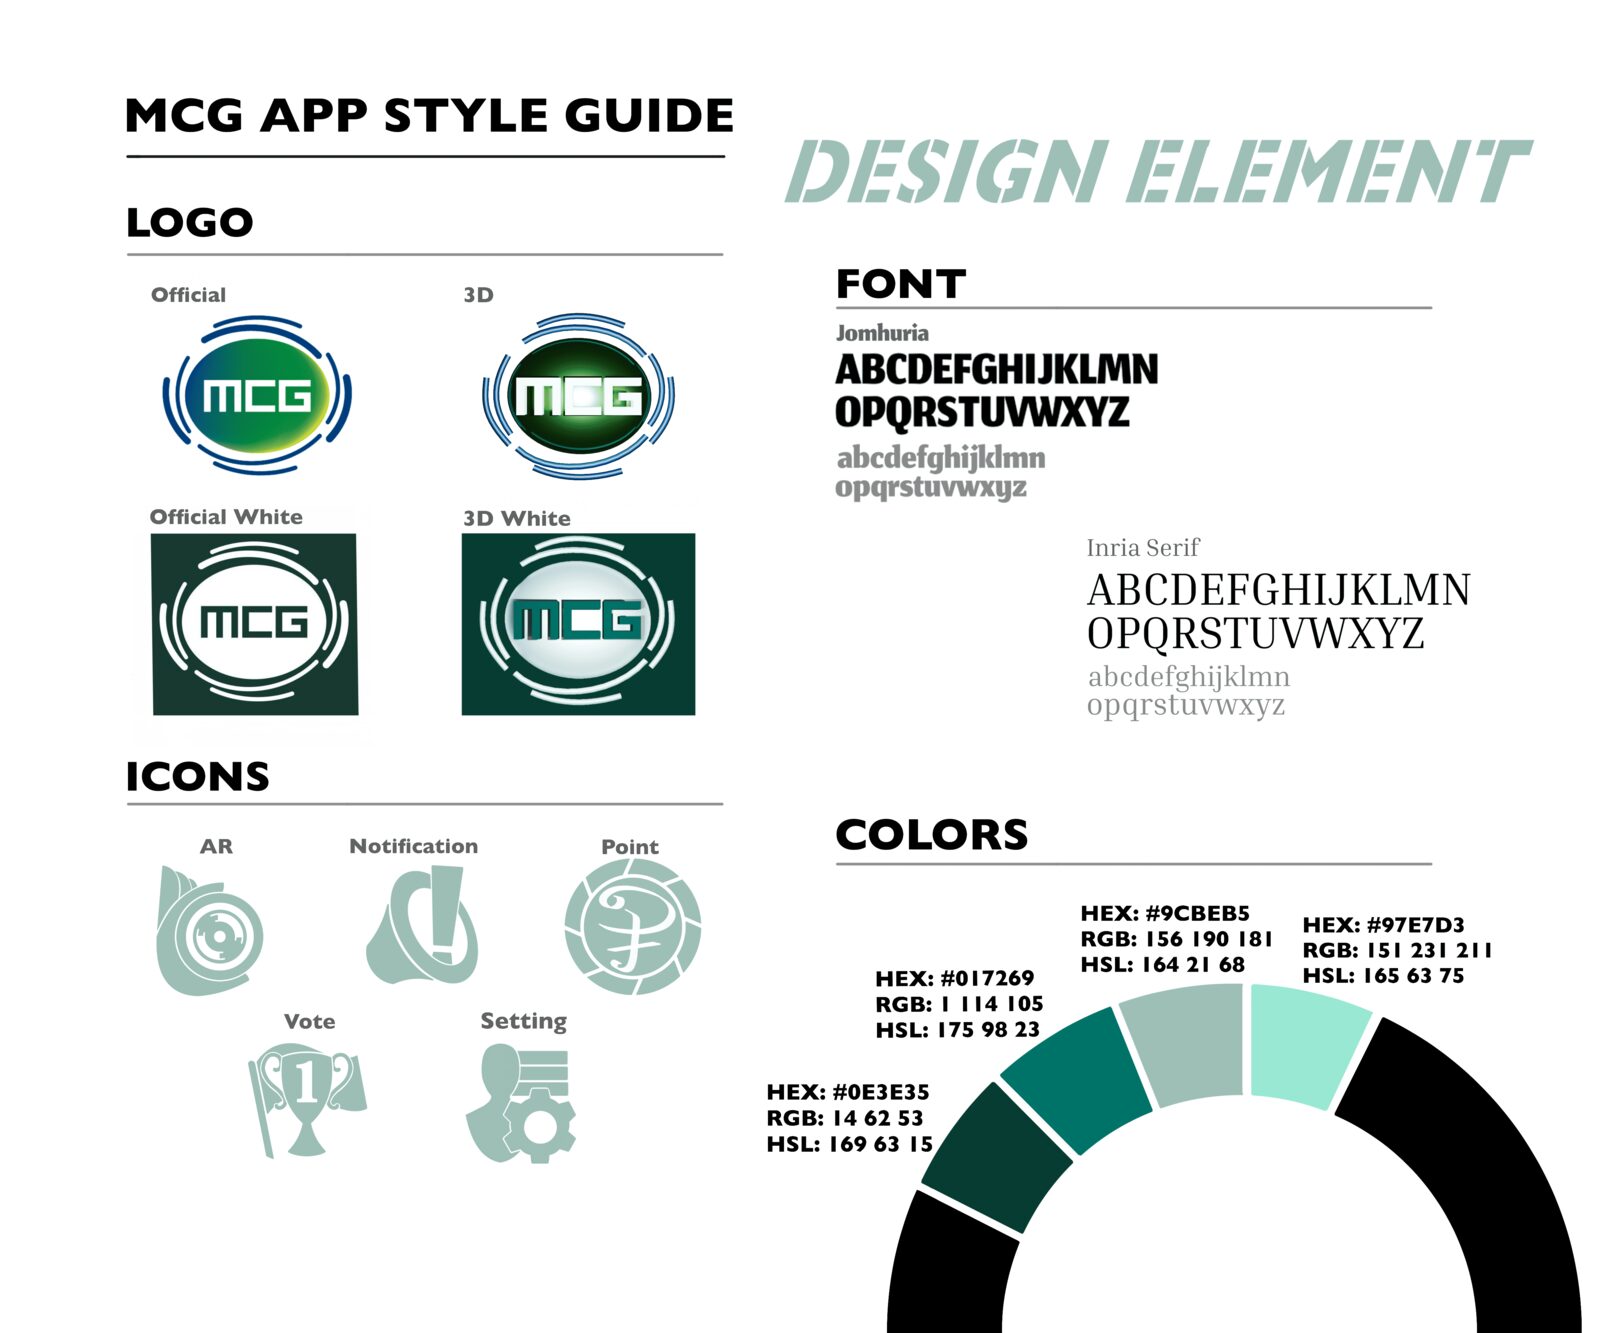 MCG APP STYLE GUIDE
DESIGN ELEMENT
LOGO
Official
3D
MCG
MCG
Official White
3D White
MCG
MCG
ICONS
AR
Notification
Point
!
P
Vote
Setting
1
FONT
Jomhuria
ABCDEFGHIJKLMN
OPQRSTUVWXYZ
abcdefghijklmn
opqrstuvwxyz
Inria Serif
ABCDEFGHIJKLMN
OPQRSTUVWXYZ
abcdefghijklmn
opqrstuvwxyz
COLORS
HEX: #0E3E35
RGB: 14 62 53
HSL: 169 63 15
HEX: #017269
RGB: 1 114 105
HSL: 175 98 23
HEX: #9CBEB5
RGB: 156 190 181
HSL: 164 21 68
HEX: #97E7D3
RGB: 151 231 211
HSL: 165 63 75